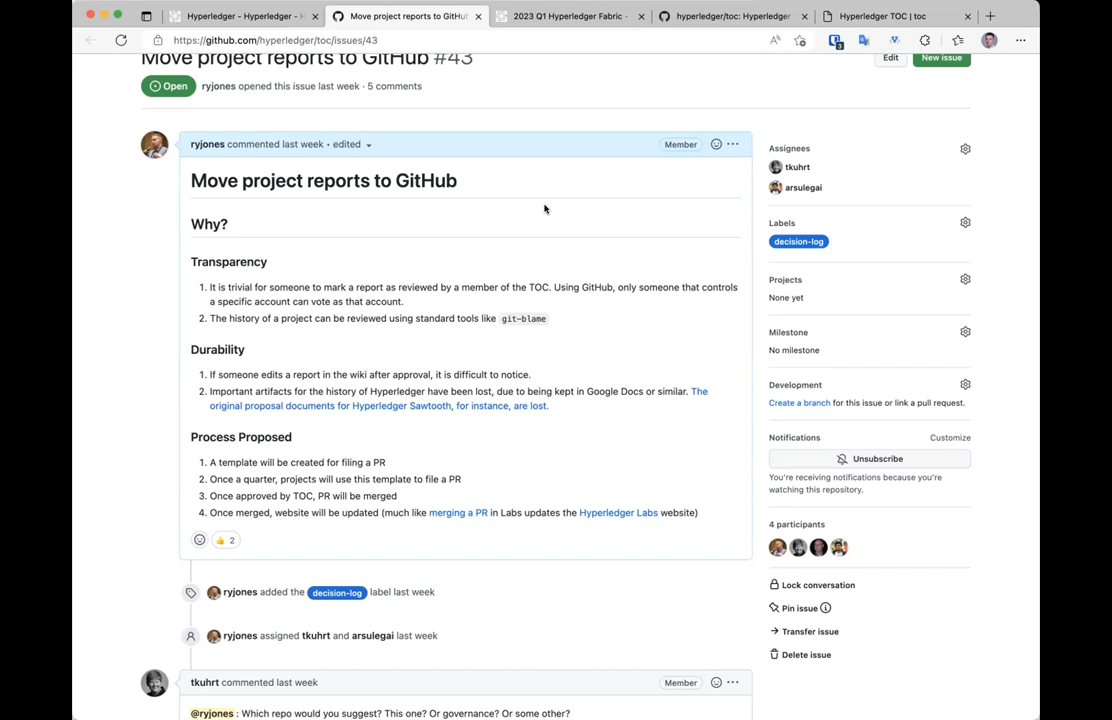 Hyperledger - Hyperledger - H
Move project reports to GitHub
2023 Q1 Hyperledger Fabric -
hyperledger/toc: Hyperledger
Hyperledger TOC | toc
https://github.com/hyperledger/toc/issues/43
Move project reports to GitHub #43
Edit
New issue
Open
ryjones opened this issue last week · 5 comments
ryjones commented last week • edited
Member
Move project reports to GitHub
Why?
Transparency
1. It is trivial for someone to mark a report as reviewed by a member of the TOC. Using GitHub, only someone that controls
a specific account can vote as that account.
2. The history of a project can be reviewed using standard tools like git-blame
Durability
1. If someone edits a report in the wiki after approval, it is difficult to notice.
2. Important artifacts for the history of Hyperledger have been lost, due to being kept in Google Docs or similar. The
original proposal documents for Hyperledger Sawtooth, for instance, are lost.
Process Proposed
1. A template will be created for filing a PR
2. Once a quarter, projects will use this template to file a PR
3. Once approved by TOC, PR will be merged
4. Once merged, website will be updated (much like merging a PR in Labs updates the Hyperledger Labs website)
👍 2
ryjones added the decision-log label last week
ryjones assigned tkuhrt and arsulegai last week
tkuhrt commented last week
Member
@ryjones : Which repo would you suggest? This one? Or governance? Or some other?
Assignees
tkuhrt
arsulegai
Labels
decision-log
Projects
None yet
Milestone
No milestone
Development
Create a branch for this issue or link a pull request.
Notifications
Customize
Unsubscribe
You're receiving notifications because you're
watching this repository.
4 participants
Lock conversation
Pin issue
Transfer issue
Delete issue